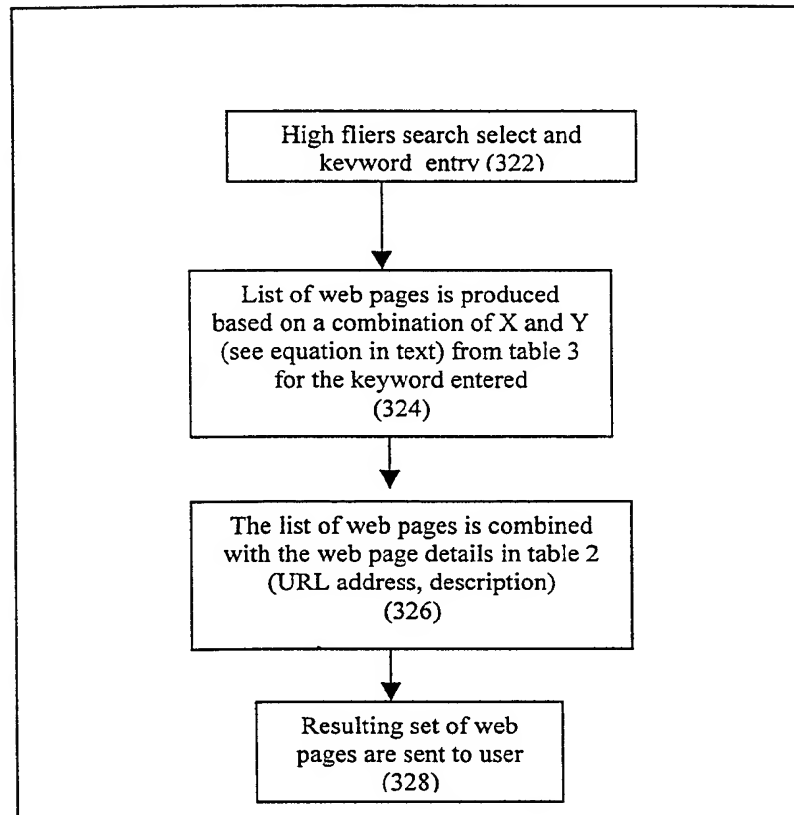 High fliers search select and
keyword entry (322)
List of web pages is produced
based on a combination of X and Y
(see equation in text) from table 3
for the keyword entered
(324)
The list of web pages is combined
with the web page details in table 2
(URL address, description)
(326)
Resulting set of web
pages are sent to user
(328)